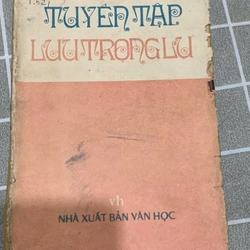 TUYỂN TẬP
LƯU TRỌNG LƯ
vh
NHÀ XUẤT BẢN VĂN HỌC